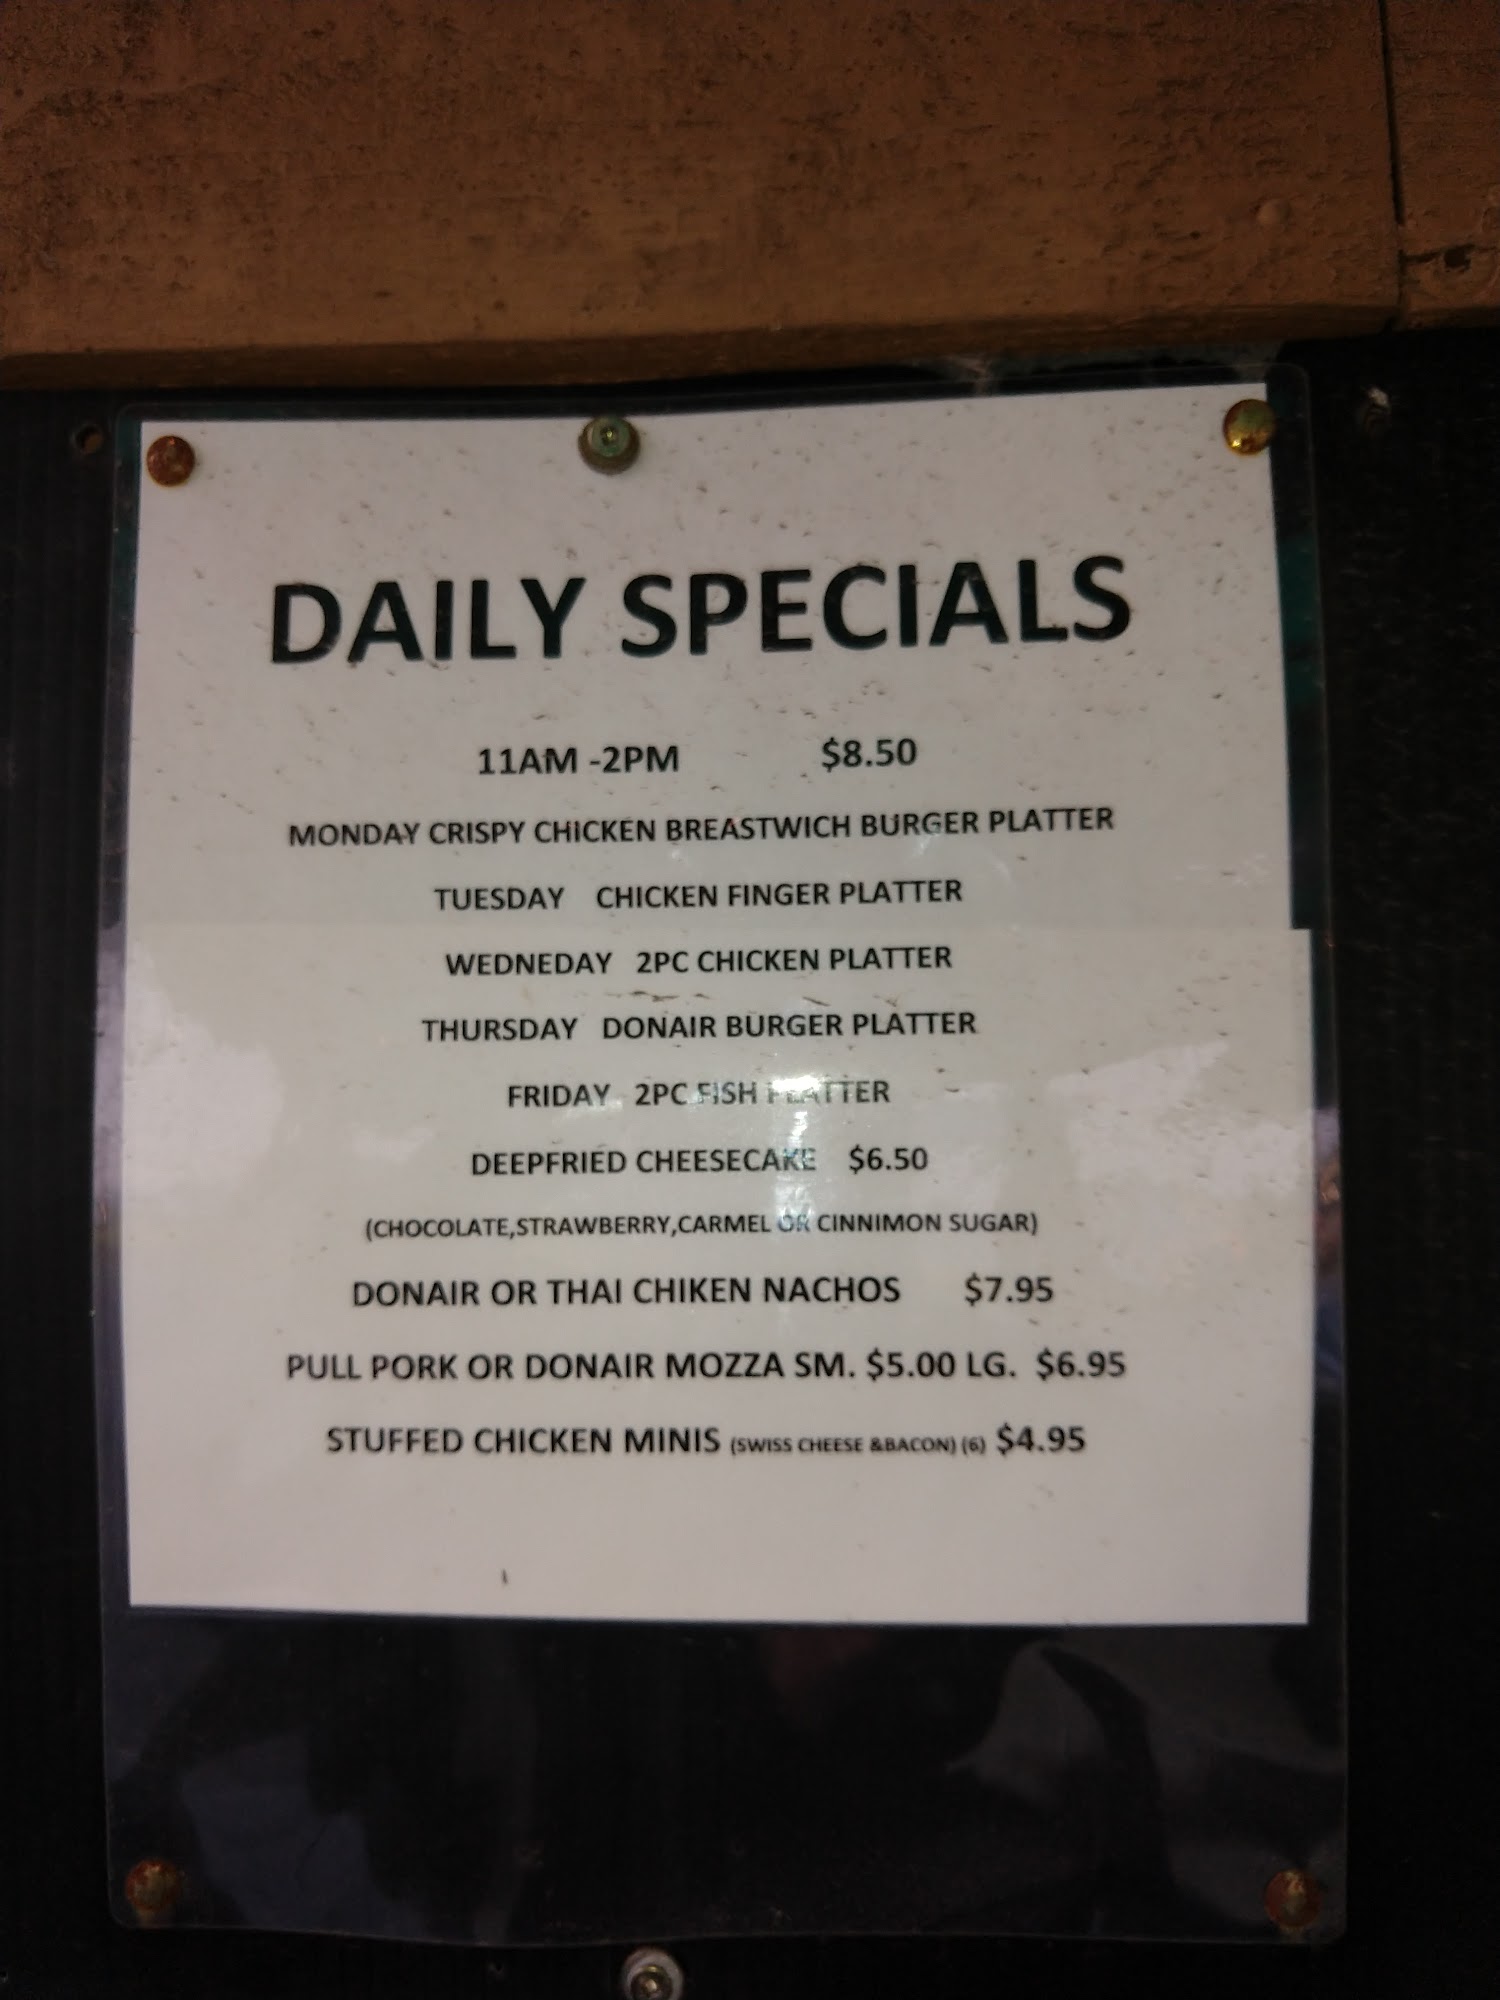 DAILY SPECIALS
11AM -2PM $8.50
MONDAY CRISPY CHICKEN BREASTWICH BURGER PLATTER
TUESDAY CHICKEN FINGER PLATTER
WEDNEDAY 2PC CHICKEN PLATTER
THURSDAY DONAIR BURGER PLATTER
FRIDAY 2PC FISH PLATTER
DEEPFRIED CHEESECAKE $6.50
(CHOCOLATE,STRAWBERRY,CARMEL OR CINNIMON SUGAR)
DONAIR OR THAI CHIKEN NACHOS $7.95
PULL PORK OR DONAIR MOZZA SM. $5.00 LG. $6.95
STUFFED CHICKEN MINIS (SWISS CHEESE &BACON) (6) $4.95